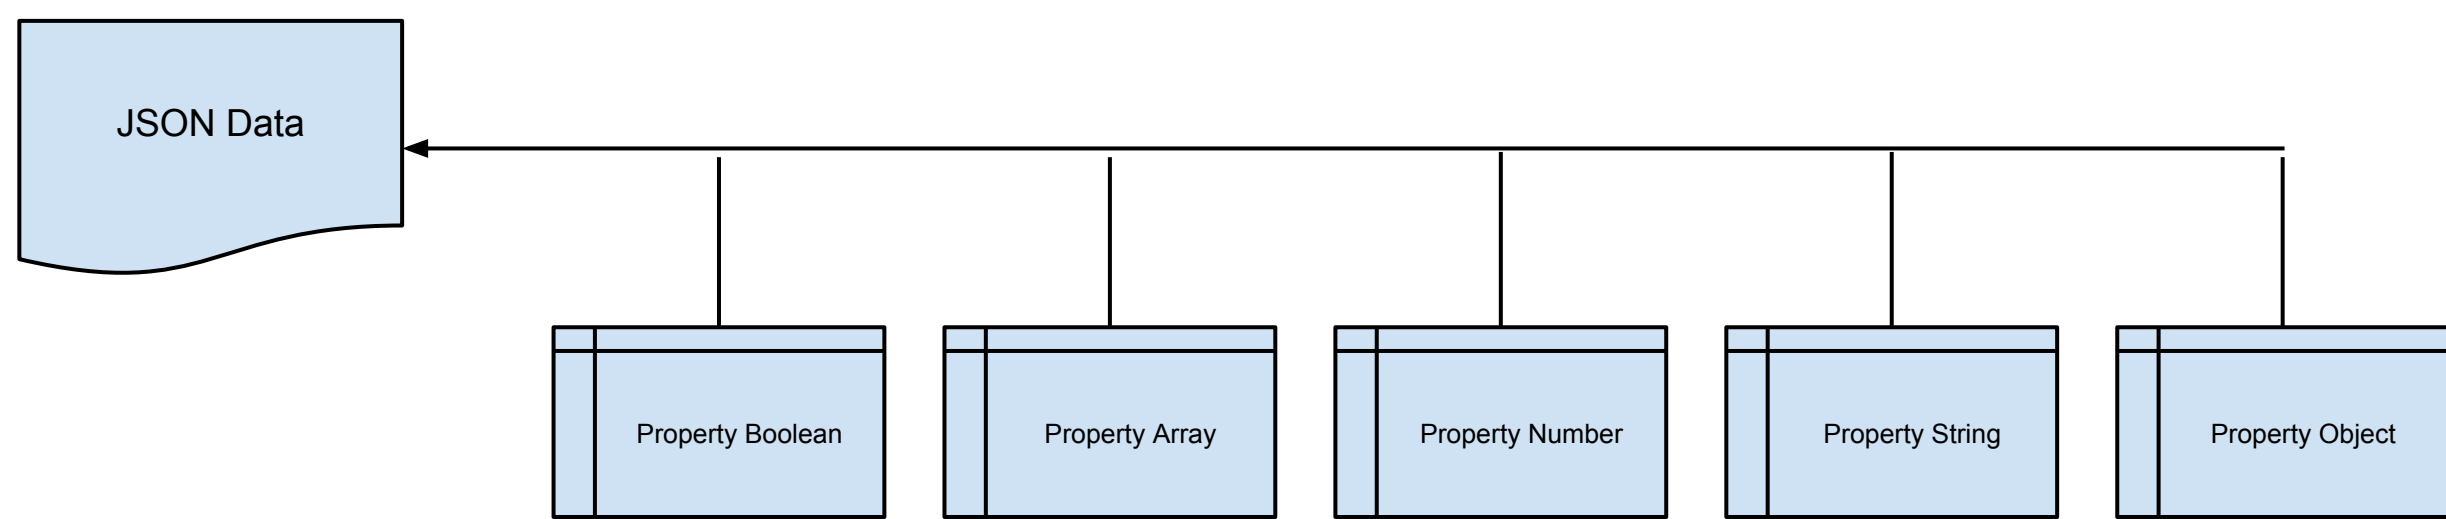 JSON Data
Property Boolean
Property Array
Property Number
Property String
Property Object